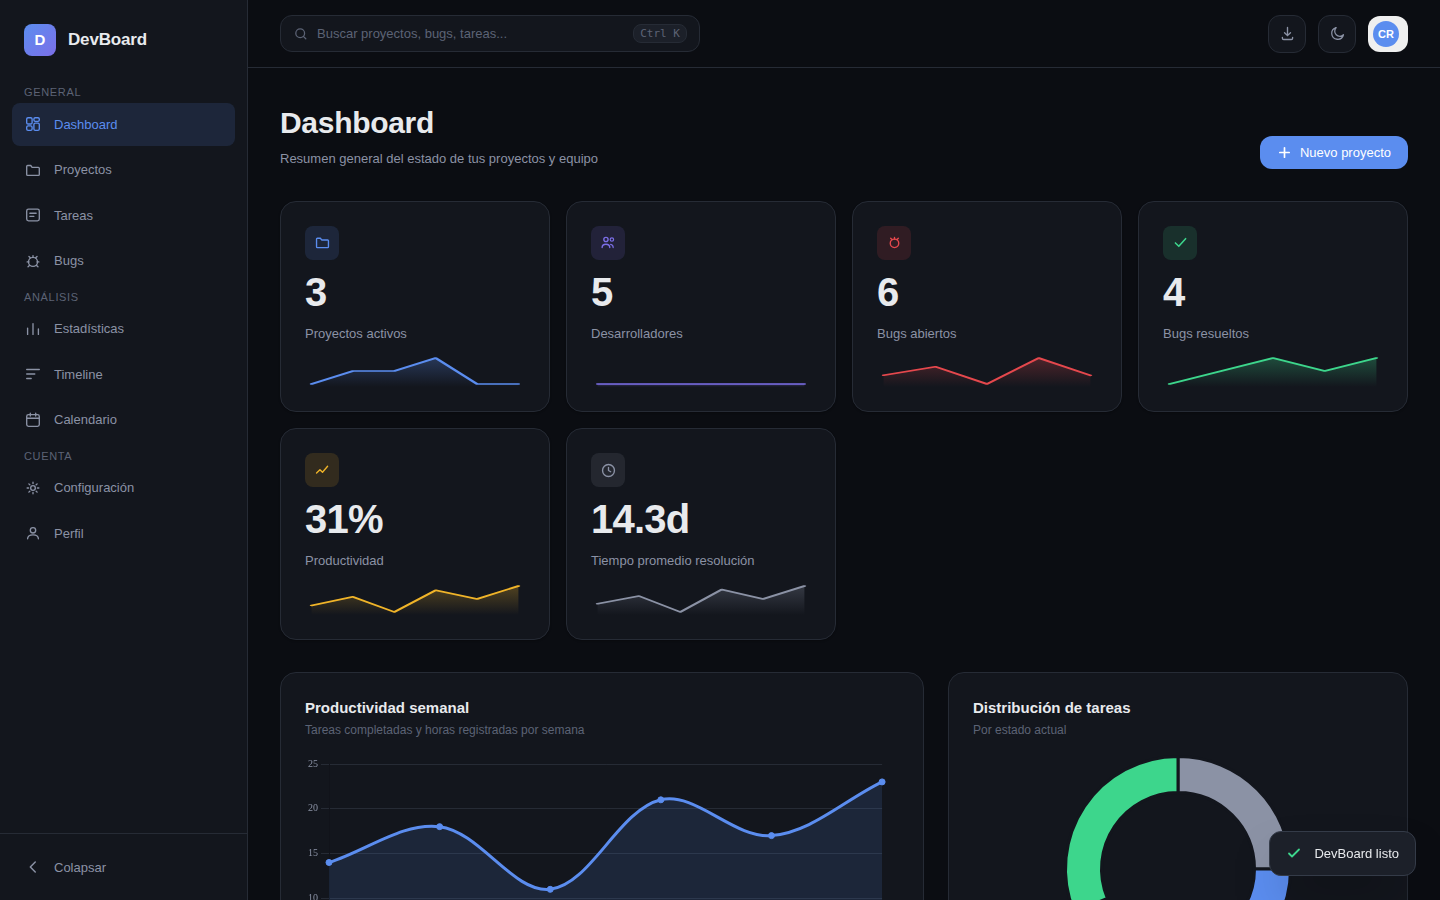 D
DevBoard
GENERAL
Dashboard
Proyectos
Tareas
Bugs
ANÁLISIS
Estadísticas
Timeline
Calendario
CUENTA
Configuración
Perfil
Colapsar
Buscar proyectos, bugs, tareas...
Ctrl K
CR
Dashboard
Resumen general del estado de tus proyectos y equipo
Nuevo proyecto
3
Proyectos activos
5
Desarrolladores
6
Bugs abiertos
4
Bugs resueltos
31%
Productividad
14.3d
Tiempo promedio resolución
Productividad semanal
Tareas completadas y horas registradas por semana
25
20
15
10
Distribución de tareas
Por estado actual
DevBoard listo